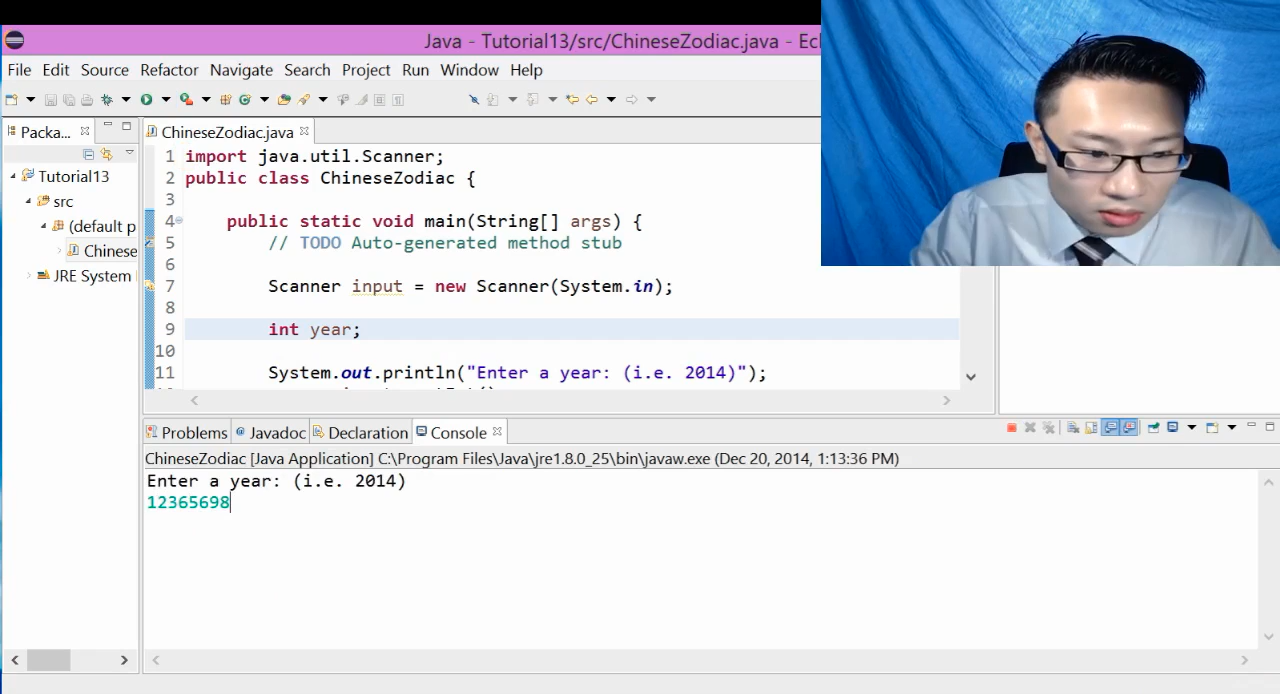 Java - Tutorial13/src/ChineseZodiac.java - Ecl
File Edit Source Refactor Navigate Search Project Run Window Help
Packa...
ChineseZodiac.java
Tutorial13
src
(default p
Chinese
JRE System
1 import java.util.Scanner;
2 public class ChineseZodiac {
3
4 public static void main(String[] args) {
5 // TODO Auto-generated method stub
6
7 Scanner input = new Scanner(System.in);
8
9 int year;
10
11 System.out.println("Enter a year: (i.e. 2014)");
Problems Javadoc Declaration Console
ChineseZodiac [Java Application] C:\Program Files\Java\jre1.8.0_25\bin\javaw.exe (Dec 20, 2014, 1:13:36 PM)
Enter a year: (i.e. 2014)
12365698